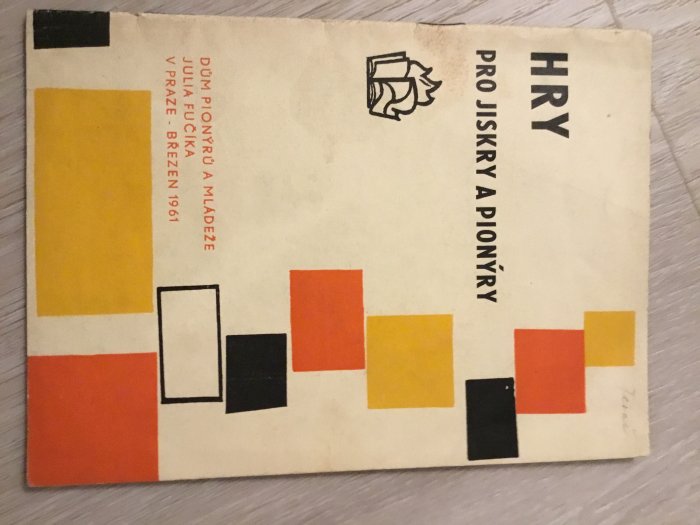 HRY
PRO JISKRY A PIONÝRY
DŮM PIONÝRŮ A MLÁDEŽE
JULIA FUČÍKA
V PRAZE - BŘEZEN 1961